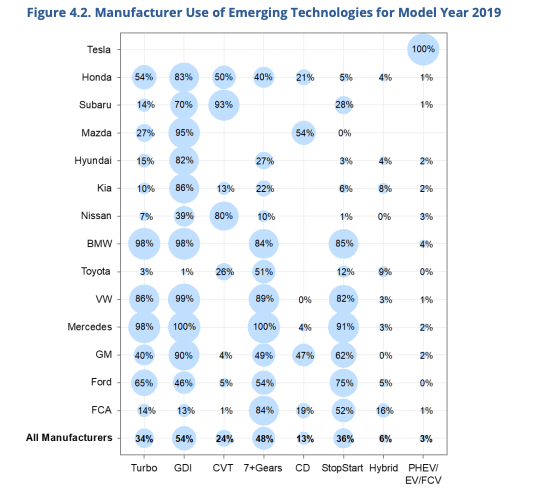 Figure 4.2. Manufacturer Use of Emerging Technologies for Model Year 2019
Tesla 100%
Honda 54% 83% 50% 40% 21% 5% 4% 1%
Subaru 14% 70% 93% 28% 1%
Mazda 27% 95% 54% 0%
Hyundai 15% 82% 27% 3% 4% 2%
Kia 10% 86% 13% 22% 6% 8% 2%
Nissan 7% 39% 80% 10% 1% 0% 3%
BMW 98% 98% 84% 85% 4%
Toyota 3% 1% 26% 51% 12% 9% 0%
VW 86% 99% 89% 0% 82% 3% 1%
Mercedes 98% 100% 100% 4% 91% 3% 2%
GM 40% 90% 4% 49% 47% 62% 0% 2%
Ford 65% 46% 5% 54% 75% 5% 0%
FCA 14% 13% 1% 84% 19% 52% 16% 1%
All Manufacturers 34% 54% 24% 48% 13% 36% 6% 3%
Turbo GDI CVT 7+Gears CD StopStart Hybrid PHEV/
EV/FCV